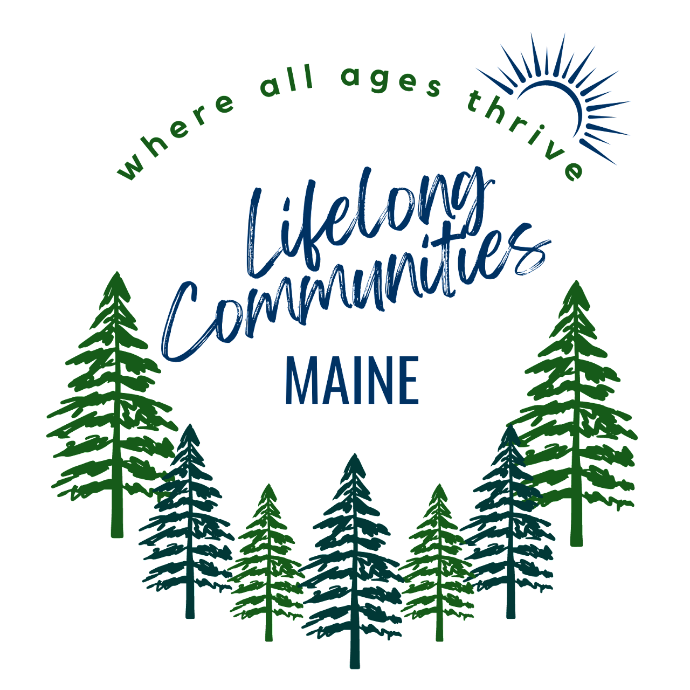 where all ages thrive
Lifelong
Communities
MAINE